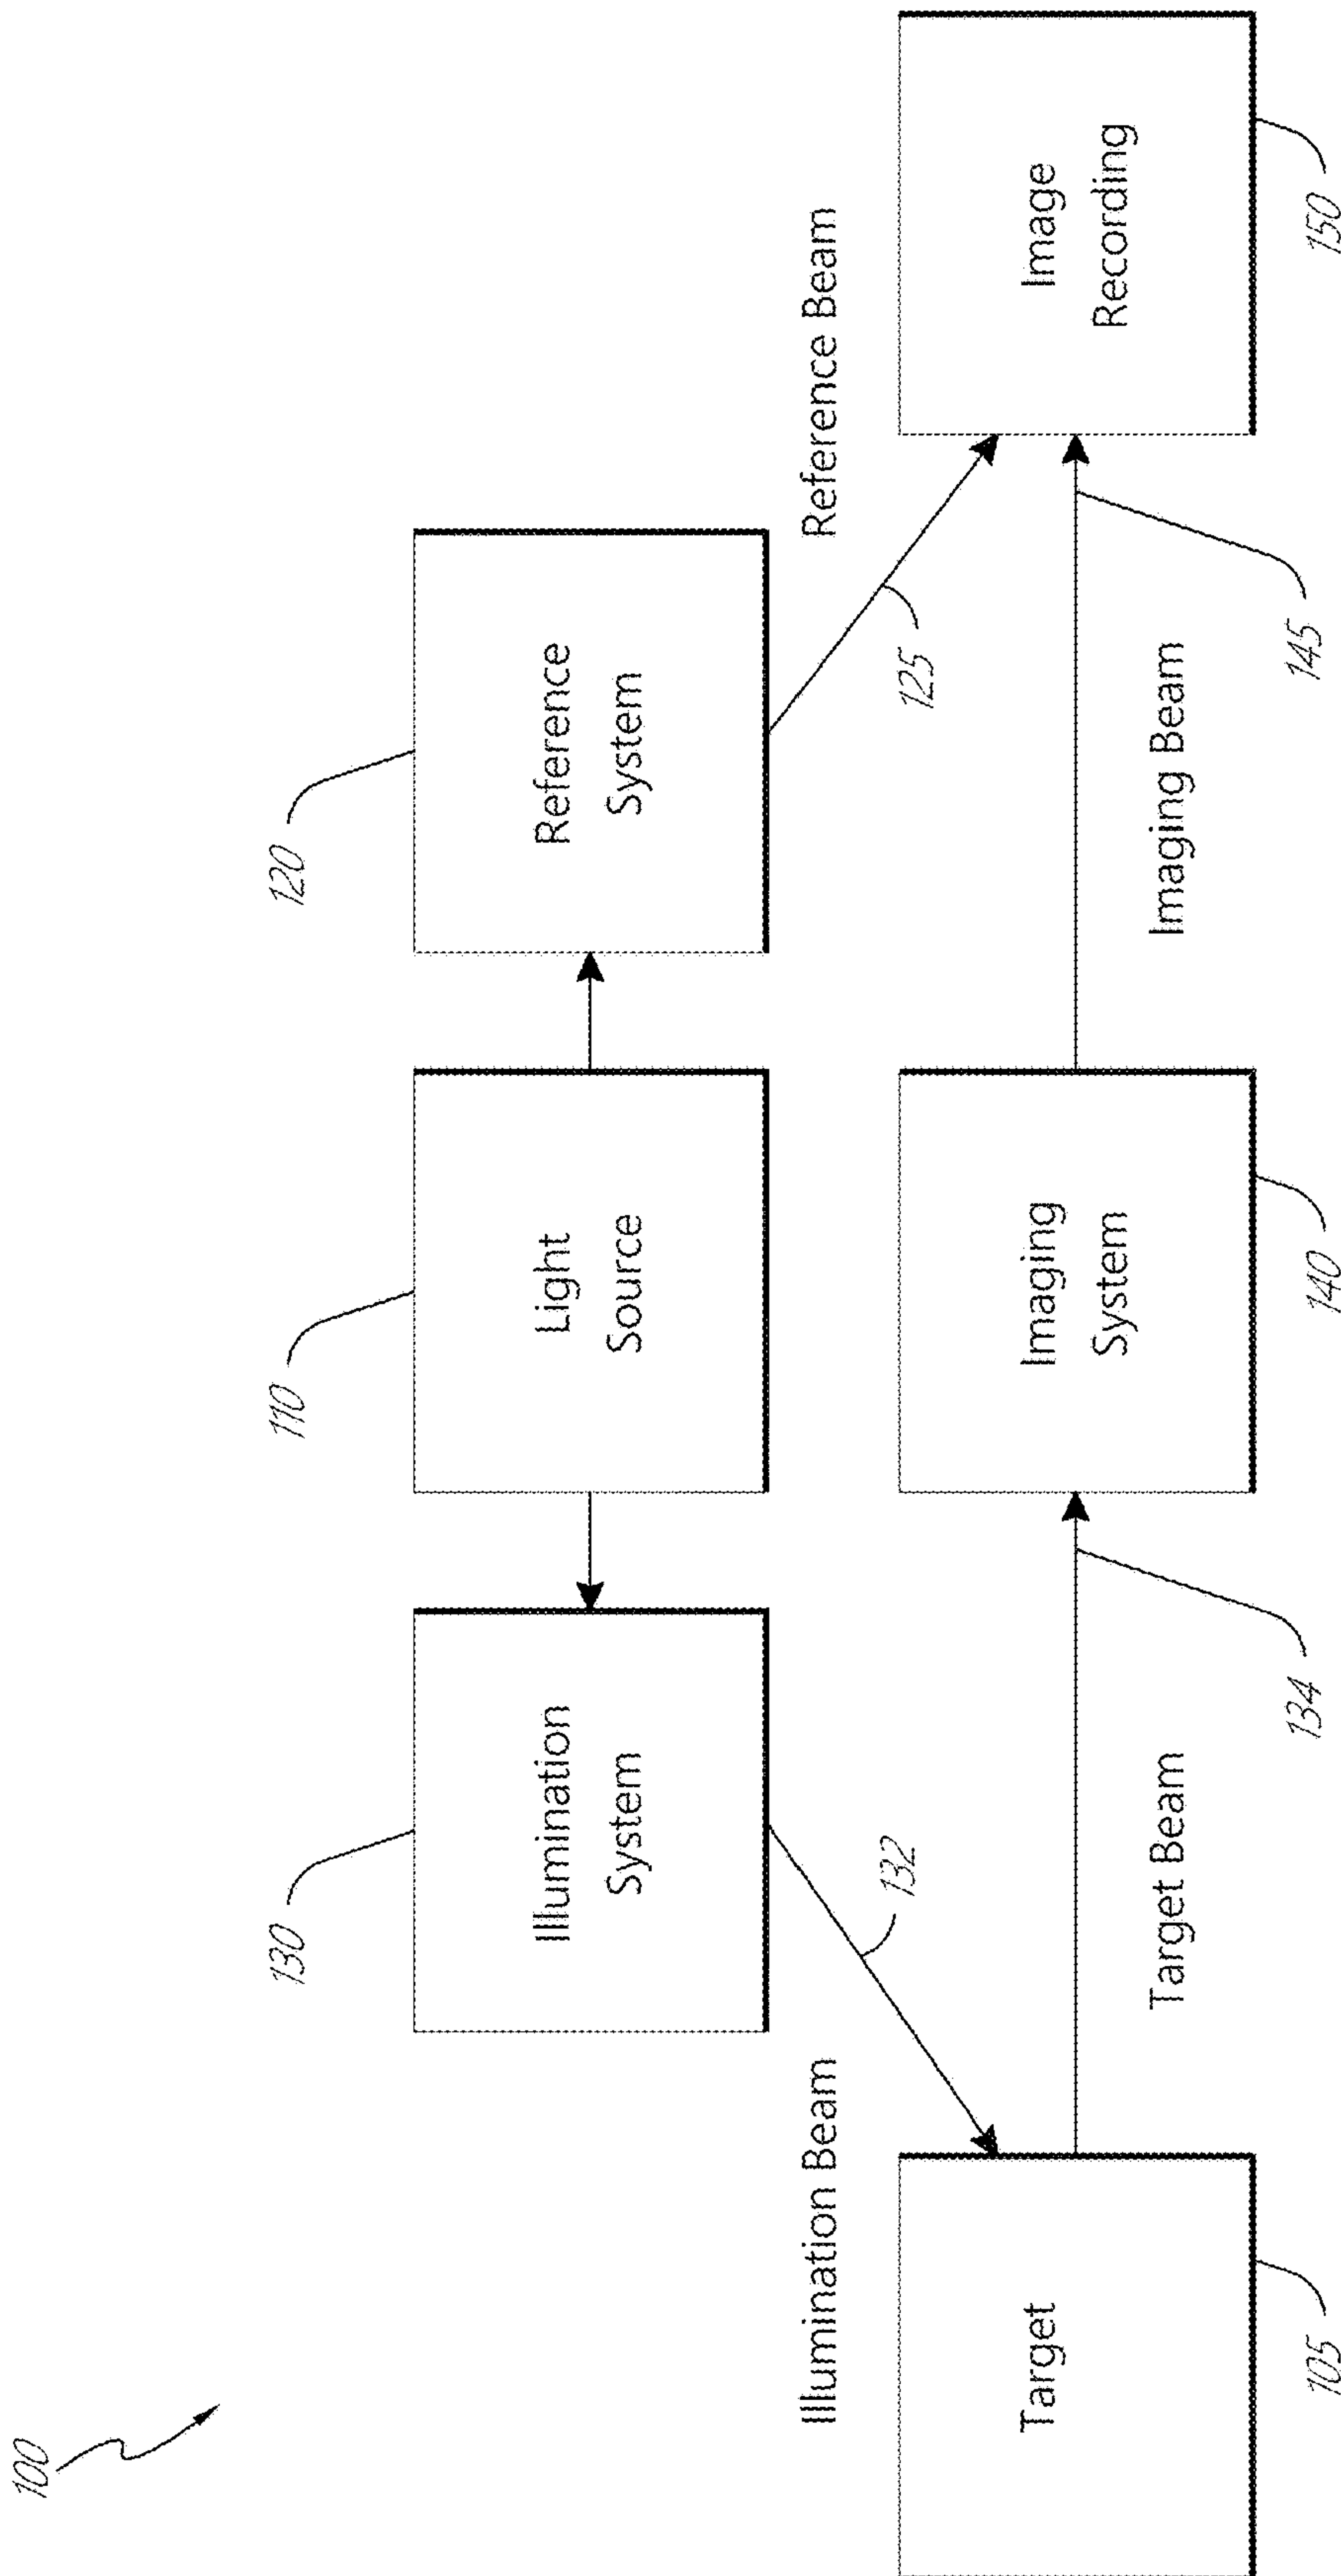 100
130
110
120
Illumination
System
Light
Source
Reference
System
Illumination Beam
132
125
Reference Beam
Target
Imaging
System
Image
Recording
Target Beam
Imaging Beam
105
134
140
145
150